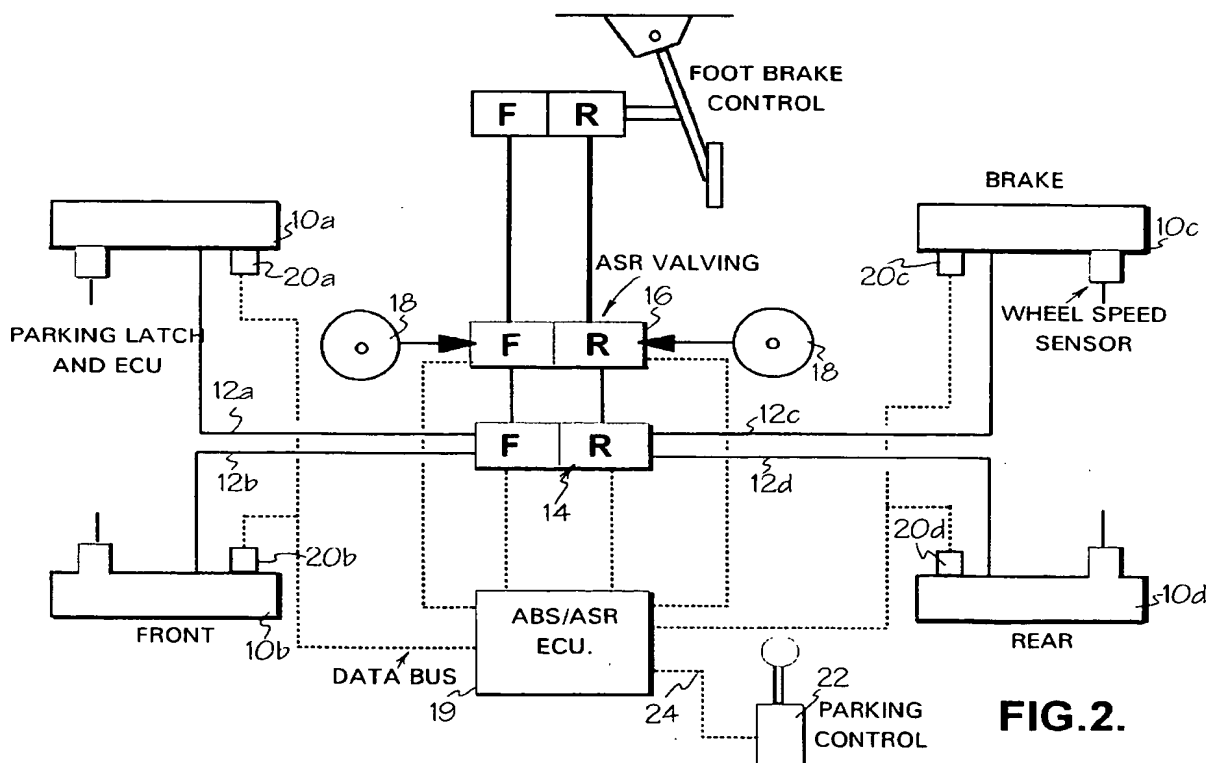 FOOT BRAKE
CONTROL
F R
BRAKE
10a
10c
20a
20c
ASR VALVING
16
18
F R
18
PARKING LATCH
AND ECU
WHEEL SPEED
SENSOR
12a
12c
F R
12b
12d
14
20b
20d
ABS/ASR
ECU.
FRONT
10b
10d
REAR
DATA BUS
19
24
22
PARKING
CONTROL
FIG.2.